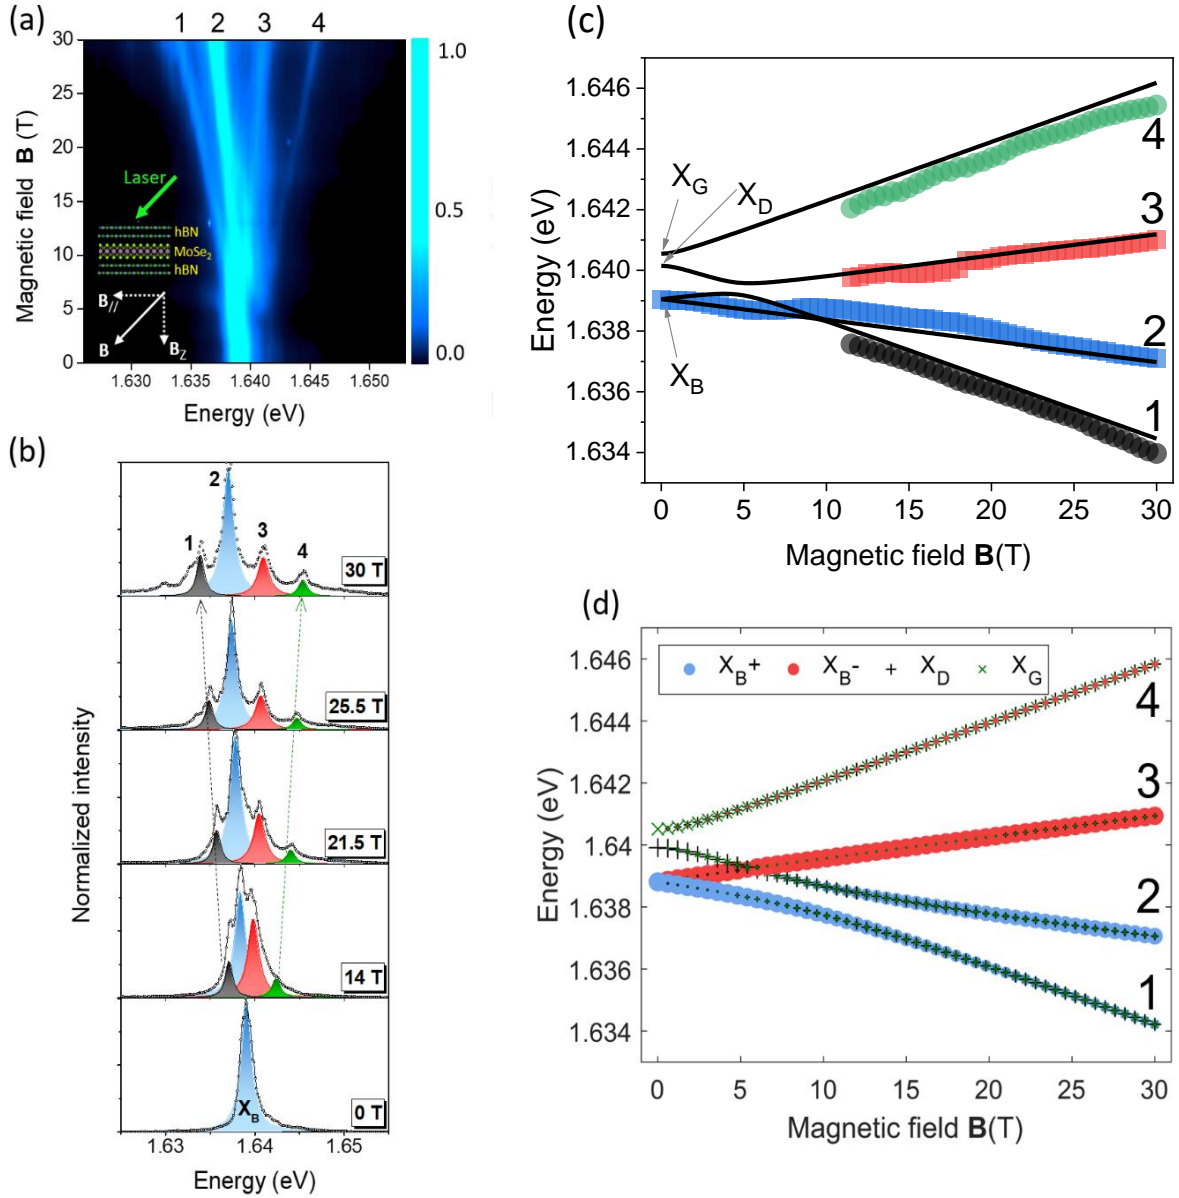 (a)
1 2 3 4
Magnetic field B (T)
30
25
20
15
10
5
0
Laser
hBN
MoSe2
hBN
B//
B
BZ
1.0
0.5
0.0
1.630 1.635 1.640 1.645 1.650
Energy (eV)
(b)
Normalized intensity
2
1
3
4
30 T
25.5 T
21.5 T
14 T
XB
0 T
1.63 1.64 1.65
Energy (eV)
(c)
Energy (eV)
1.646
1.644
1.642
1.640
1.638
1.636
1.634
XG
XD
XB
4
3
2
1
0 5 10 15 20 25 30
Magnetic field B(T)
(d)
Energy (eV)
1.646
1.644
1.642
1.64
1.638
1.636
1.634
XB+ XB- + XD × XG
4
3
2
1
0 5 10 15 20 25 30
Magnetic field B(T)